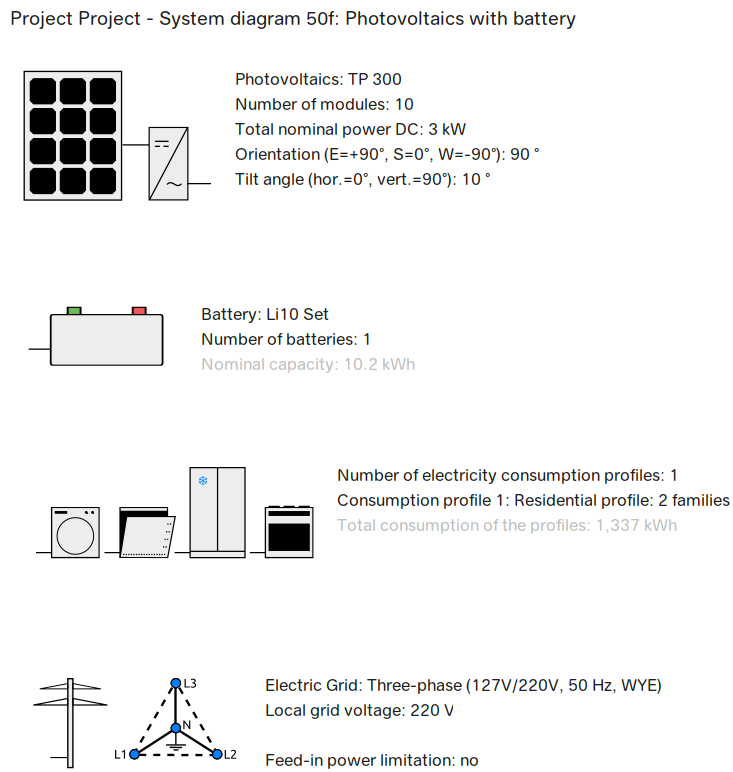 Project Project - System diagram 50f: Photovoltaics with battery
Photovoltaics: TP 300
Number of modules: 10
Total nominal power DC: 3 kW
Orientation (E=+90°, S=0°, W=-90°): 90 °
Tilt angle (hor.=0°, vert.=90°): 10 °
Battery: Li10 Set
Number of batteries: 1
Nominal capacity: 10.2 kWh
Number of electricity consumption profiles: 1
Consumption profile 1: Residential profile: 2 families
Total consumption of the profiles: 1,337 kWh
L3
N
L1
L2
Electric Grid: Three-phase (127V/220V, 50 Hz, WYE)
Local grid voltage: 220 V
Feed-in power limitation: no